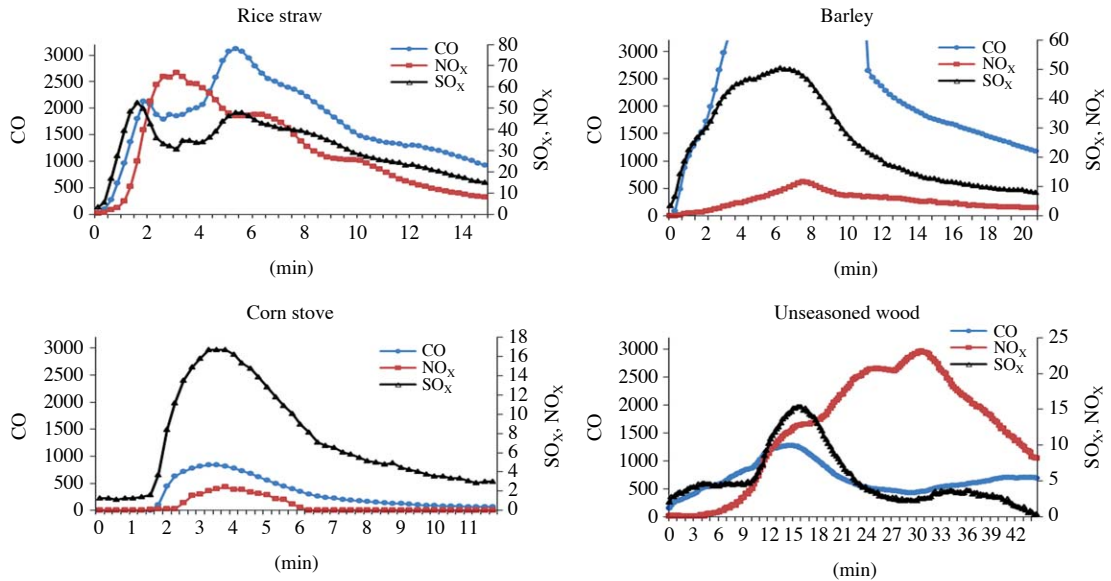 Rice straw
CO
3000
2500
2000
1500
1000
500
0
80
70
60
50
40
30
20
10
0
SOX, NOX
CO
NOX
SOX
0 2 4 6 8 10 12 14
(min)
Barley
CO
3000
2500
2000
1500
1000
500
0
60
50
40
30
20
10
0
SOX, NOX
CO
NOX
SOX
0 2 4 6 8 10 12 14 16 18 20
(min)
Corn stove
CO
3000
2500
2000
1500
1000
500
0
18
16
14
12
10
8
6
4
2
0
SOX, NOX
CO
NOX
SOX
0 1 2 3 4 5 6 7 8 9 10 11
(min)
Unseasoned wood
CO
3000
2500
2000
1500
1000
500
0
25
20
15
10
5
0
SOX, NOX
CO
NOX
SOX
0 3 6 9 12 15 18 21 24 27 30 33 36 39 42
(min)